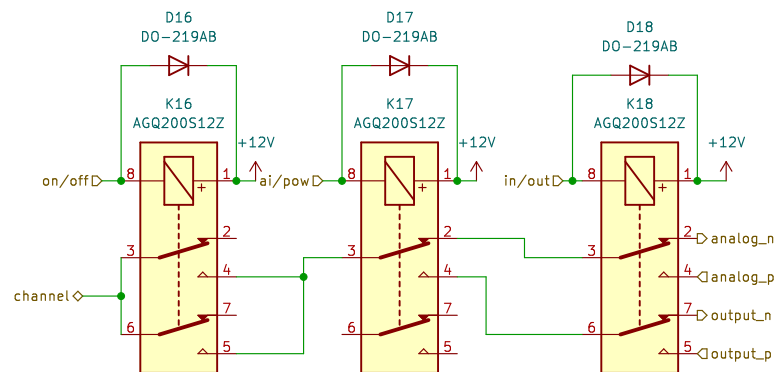 D16
DO-219AB
D17
DO-219AB
D18
DO-219AB
K16
AGQ200S12Z
K17
AGQ200S12Z
K18
AGQ200S12Z
+12V
+12V
+12V
on/off
8
1
+
ai/pow
8
1
+
in/out
8
1
+
2
2
2
analog_n
3
3
3
4
4
4
analog_p
channel
7
7
7
output_n
6
6
6
5
5
5
output_p